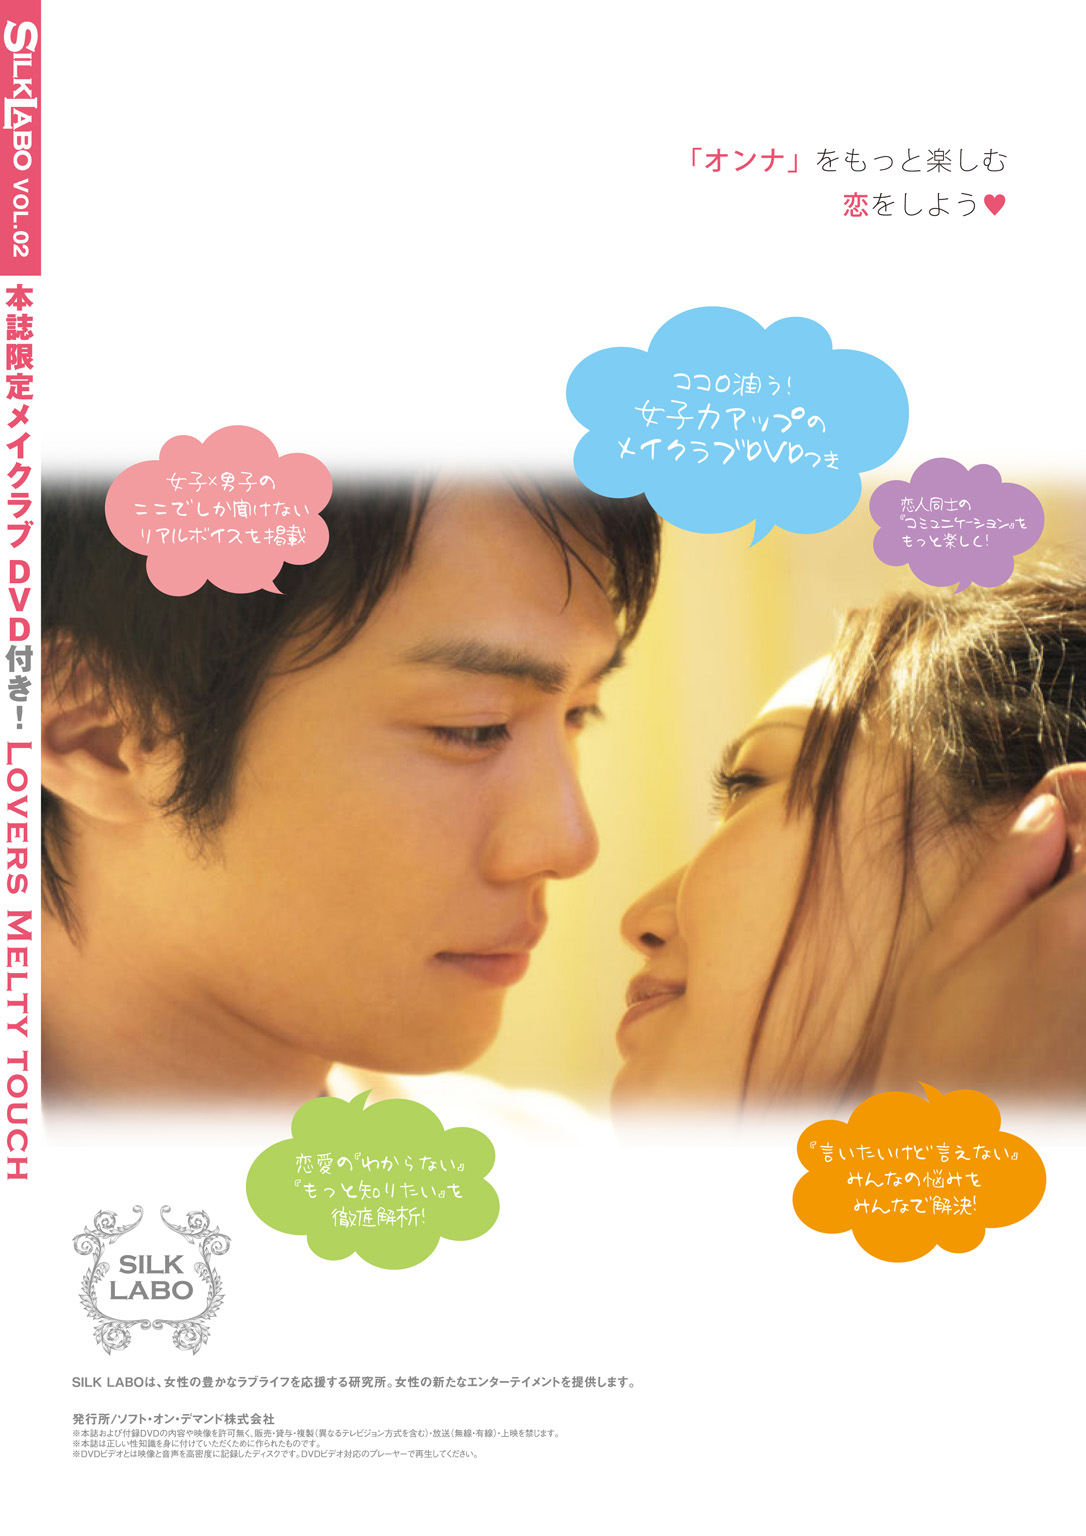 SILK LABO VOL.02 本誌限定メイクラブDVD付き! LOVERS MELTY TOUCH
「オンナ」をもっと楽しむ
恋をしよう♥
ココロ潤う!
女子力アップの
メイクラブDVDつき
女子×男子の
ここでしか聞けない
リアルボイスを掲載
恋人同士の
『コミュニケーション』を
もっと楽しく!
恋愛の『わからない』
『もっと知りたい』を
徹底解析!
『言いたいけど言えない』
みんなの悩みを
みんなで解決!
SILK
LABO
SILK LABOは、女性の豊かなラブライフを応援する研究所。女性の新たなエンターテイメントを提供します。
発行所/ソフト・オン・デマンド株式会社
※本誌および付録DVDの内容や映像を許可無く、販売・貸与・複製(異なるテレビジョン方式を含む)・放送(無線・有線)・上映を禁じます。
※本誌は正しい性知識を身に付けていただくために作られたものです。
※DVDビデオとは映像と音声を高密度に記録したディスクです。DVDビデオ対応のプレーヤーで再生してください。